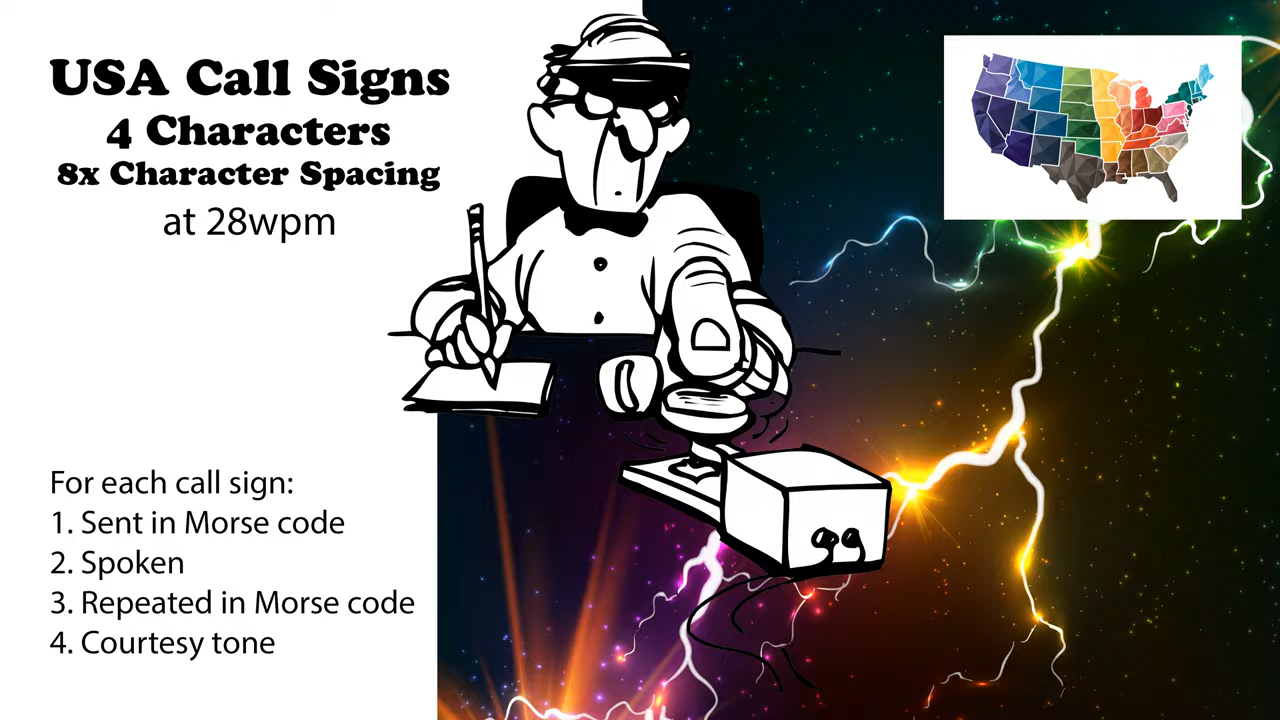 USA Call Signs
4 Characters
8x Character Spacing
at 28wpm
For each call sign:
1. Sent in Morse code
2. Spoken
3. Repeated in Morse code
4. Courtesy tone